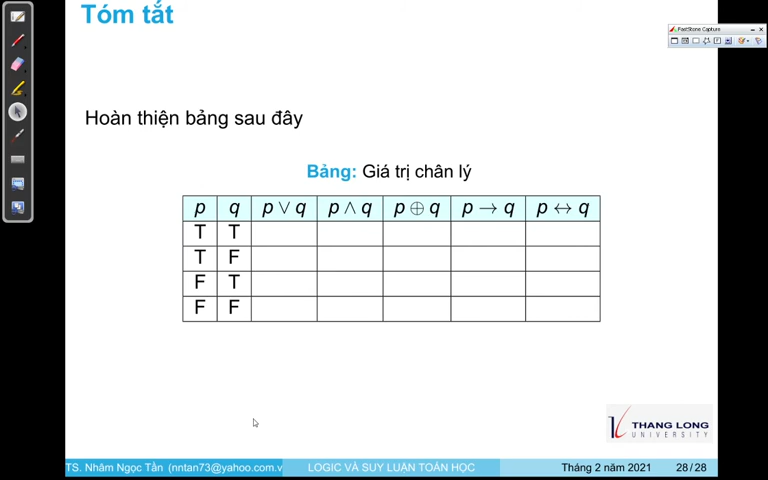 Tóm tắt
FastStone Capture
Hoàn thiện bảng sau đây
Bảng: Giá trị chân lý
p q p ∨ q p ∧ q p ⊕ q p → q p ↔ q
T T
T F
F T
F F
THANG LONG
UNIVERSITY
TS. Nhâm Ngọc Tần (nntan73@yahoo.com.v LOGIC VÀ SUY LUẬN TOÁN HỌC Tháng 2 năm 2021 28/28